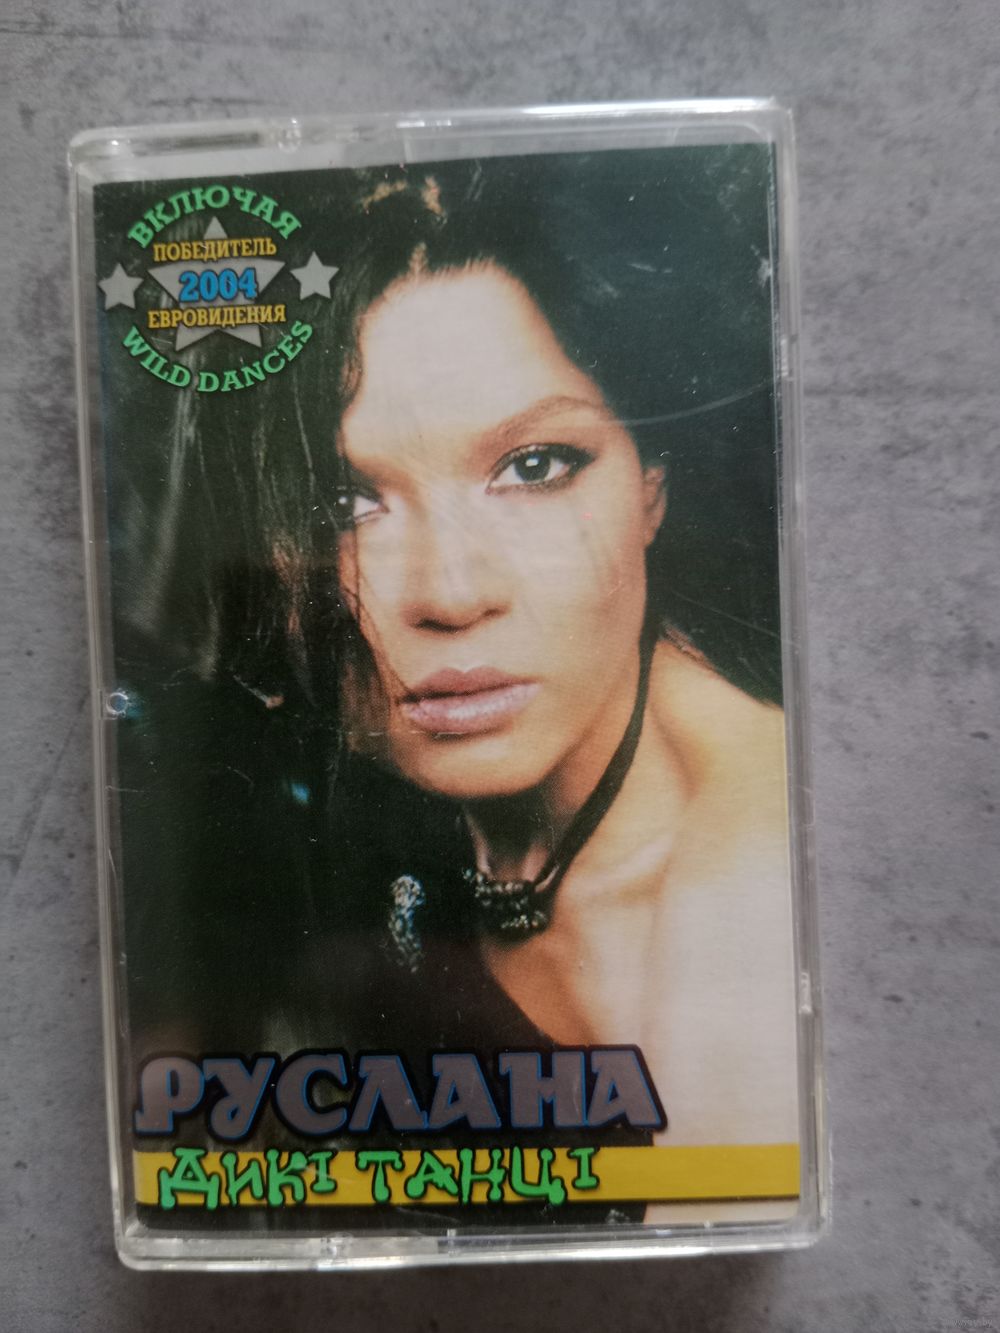 ВКЛЮЧАЯ
ПОБЕДИТЕЛЬ
2004
ЕВРОВИДЕНИЯ
WILD DANCES
РУСЛАНА
ДИКІ ТАНЦІ